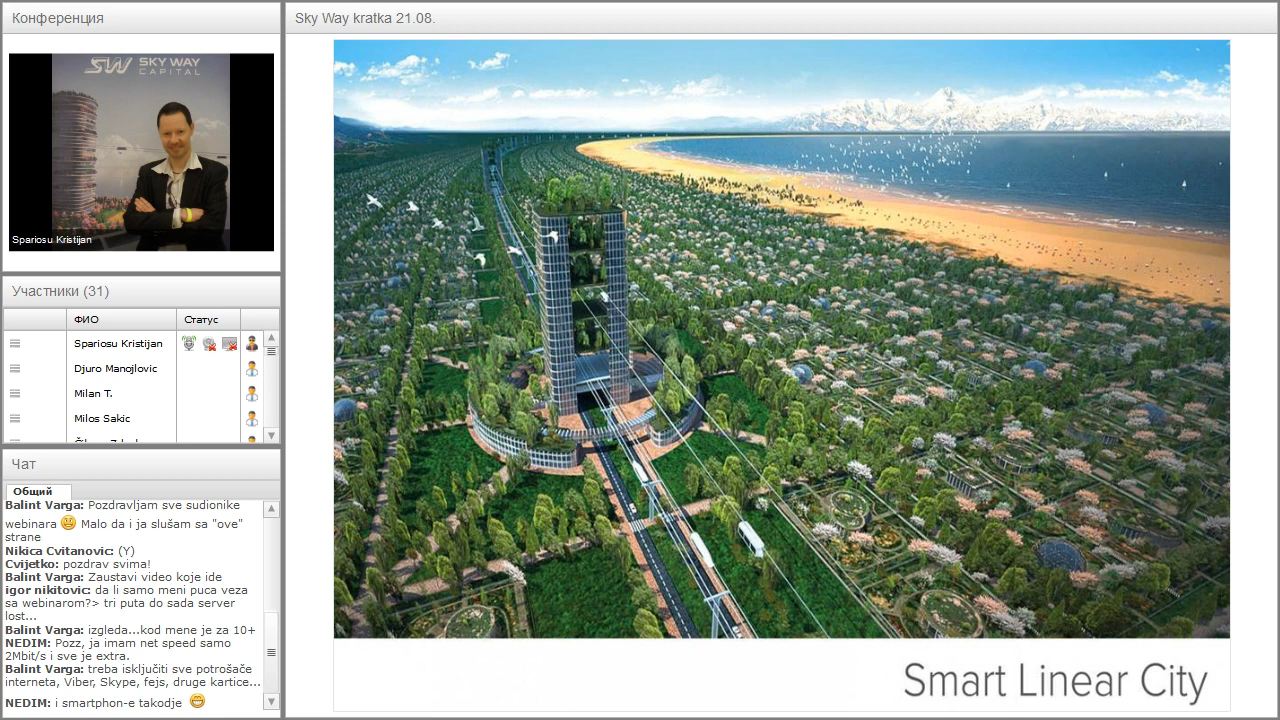 Конференция
SW SKY WAY
CAPITAL
Spariosu Kristijan
Участники (31)
ФИО
Статус
Spariosu Kristijan
Djuro Manojlovic
Milan T.
Milos Sakic
Чат
Общий
Balint Varga: Pozdravljam sve sudionike
webinara Malo da i ja slušam sa "ove"
strane
Nikica Cvitanovic: (Y)
Cvijetko: pozdrav svima!
Balint Varga: Zaustavi video koje ide
igor nikitovic: da li samo meni puca veza
sa webinarom?> tri puta do sada server
lost...
Balint Varga: izgleda...kod mene je za 10+
NEDIM: Pozz, ja imam net speed samo
2Mbit/s i sve je extra.
Balint Varga: treba isključiti sve potrošače
interneta, Viber, Skype, fejs, druge kartice...
NEDIM: i smartphon-e takodje
Sky Way kratka 21.08.
Smart Linear City